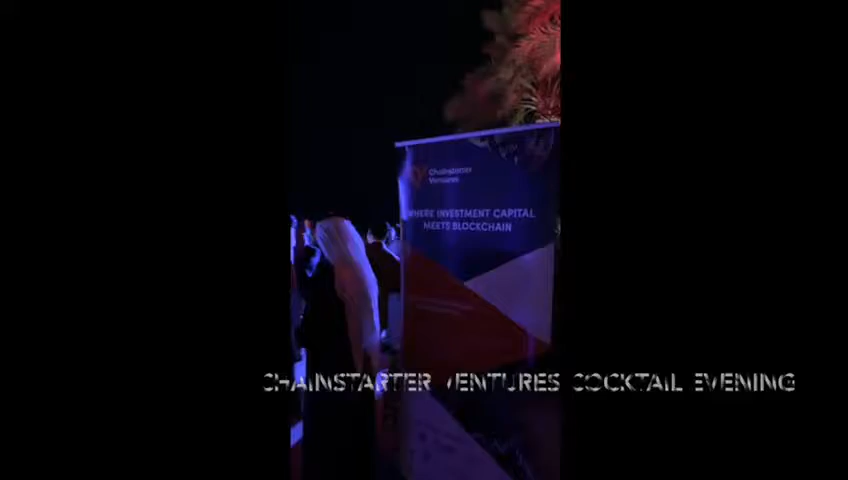 Chainstarter
Ventures
WHERE INVESTMENT CAPITAL
MEETS BLOCKCHAIN
CHAINSTARTER VENTURES COCKTAIL EVENING